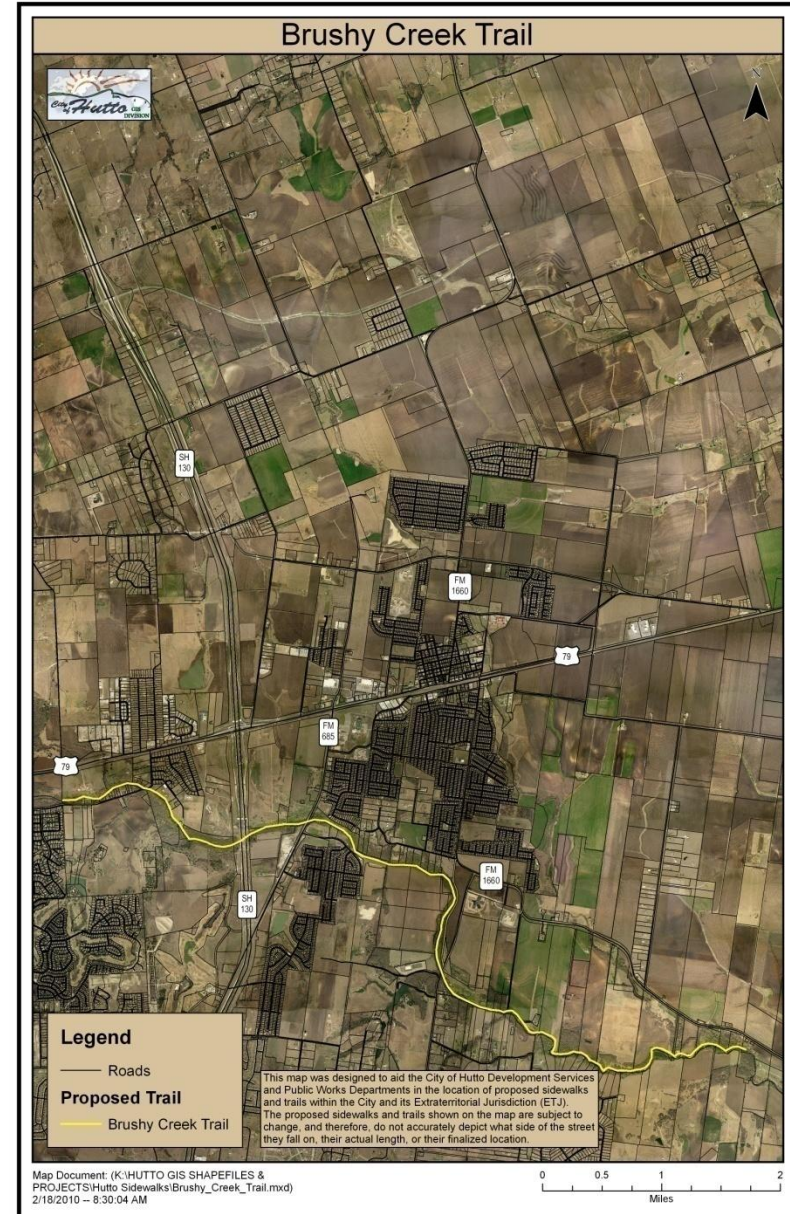 Brushy Creek Trail
City of Hutto GIS
DIVISION
N
SH
130
FM
1660
79
FM
685
79
FM
1660
SH
130
Legend
Roads
Proposed Trail
Brushy Creek Trail
This map was designed to aid the City of Hutto Development Services
and Public Works Departments in the location of proposed sidewalks
and trails within the City and its Extraterritorial Jurisdiction (ETJ).
The proposed sidewalks and trails shown on the map are subject to
change, and therefore, do not accurately depict what side of the street
they fall on, their actual length, or their finalized location.
Map Document: (K:\HUTTO GIS SHAPEFILES &
PROJECTS\Hutto Sidewalks\Brushy_Creek_Trail.mxd)
2/18/2010 -- 8:30:04 AM
0 0.5 1 2
Miles